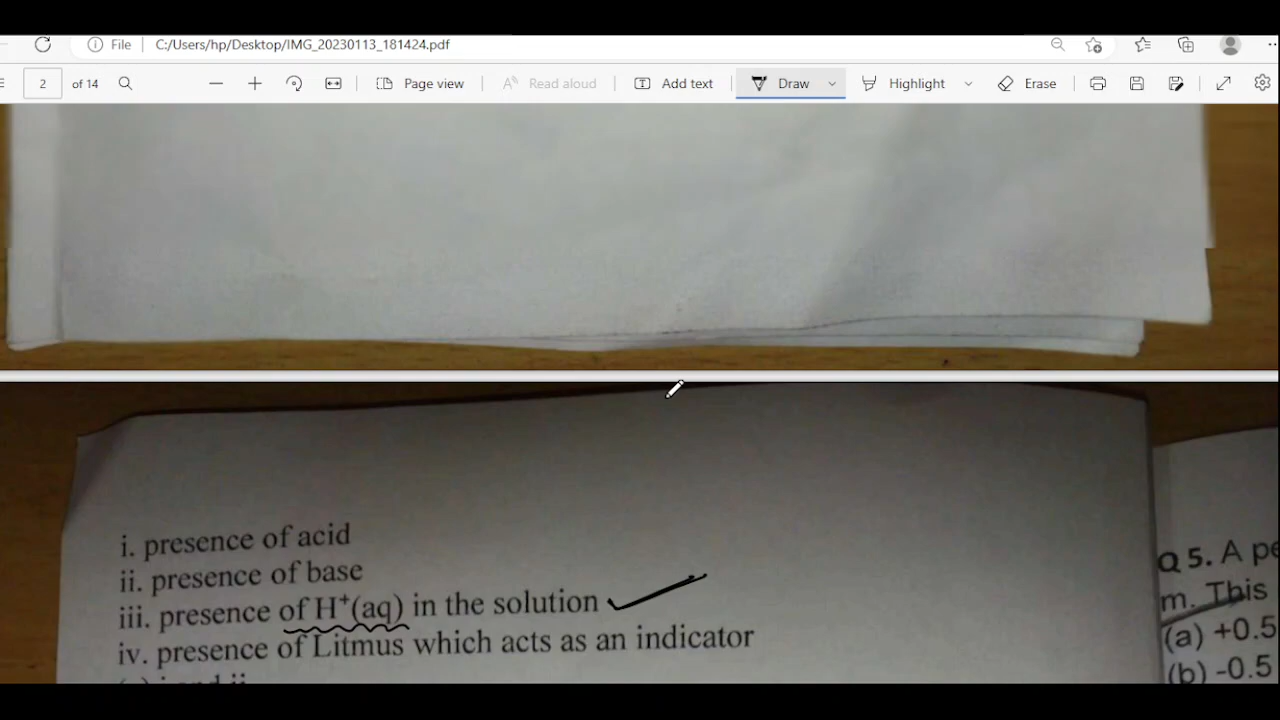 File C:/Users/hp/Desktop/IMG_20230113_181424.pdf
2 of 14 Page view Read aloud Add text Draw Highlight Erase
i. presence of acid
ii. presence of base
iii. presence of H⁺(aq) in the solution
iv. presence of Litmus which acts as an indicator
Q 5. A pe
m. This
(a) +0.5
(b) -0.5